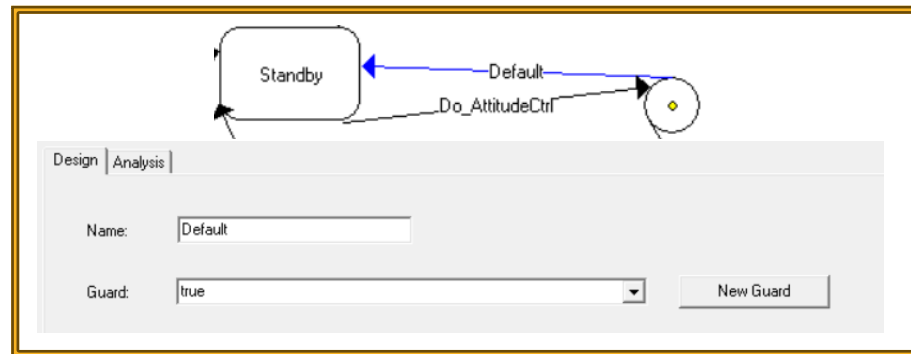 Standby
Default
Do_AttitudeCtrl
Design Analysis
Name: Default
Guard: true New Guard